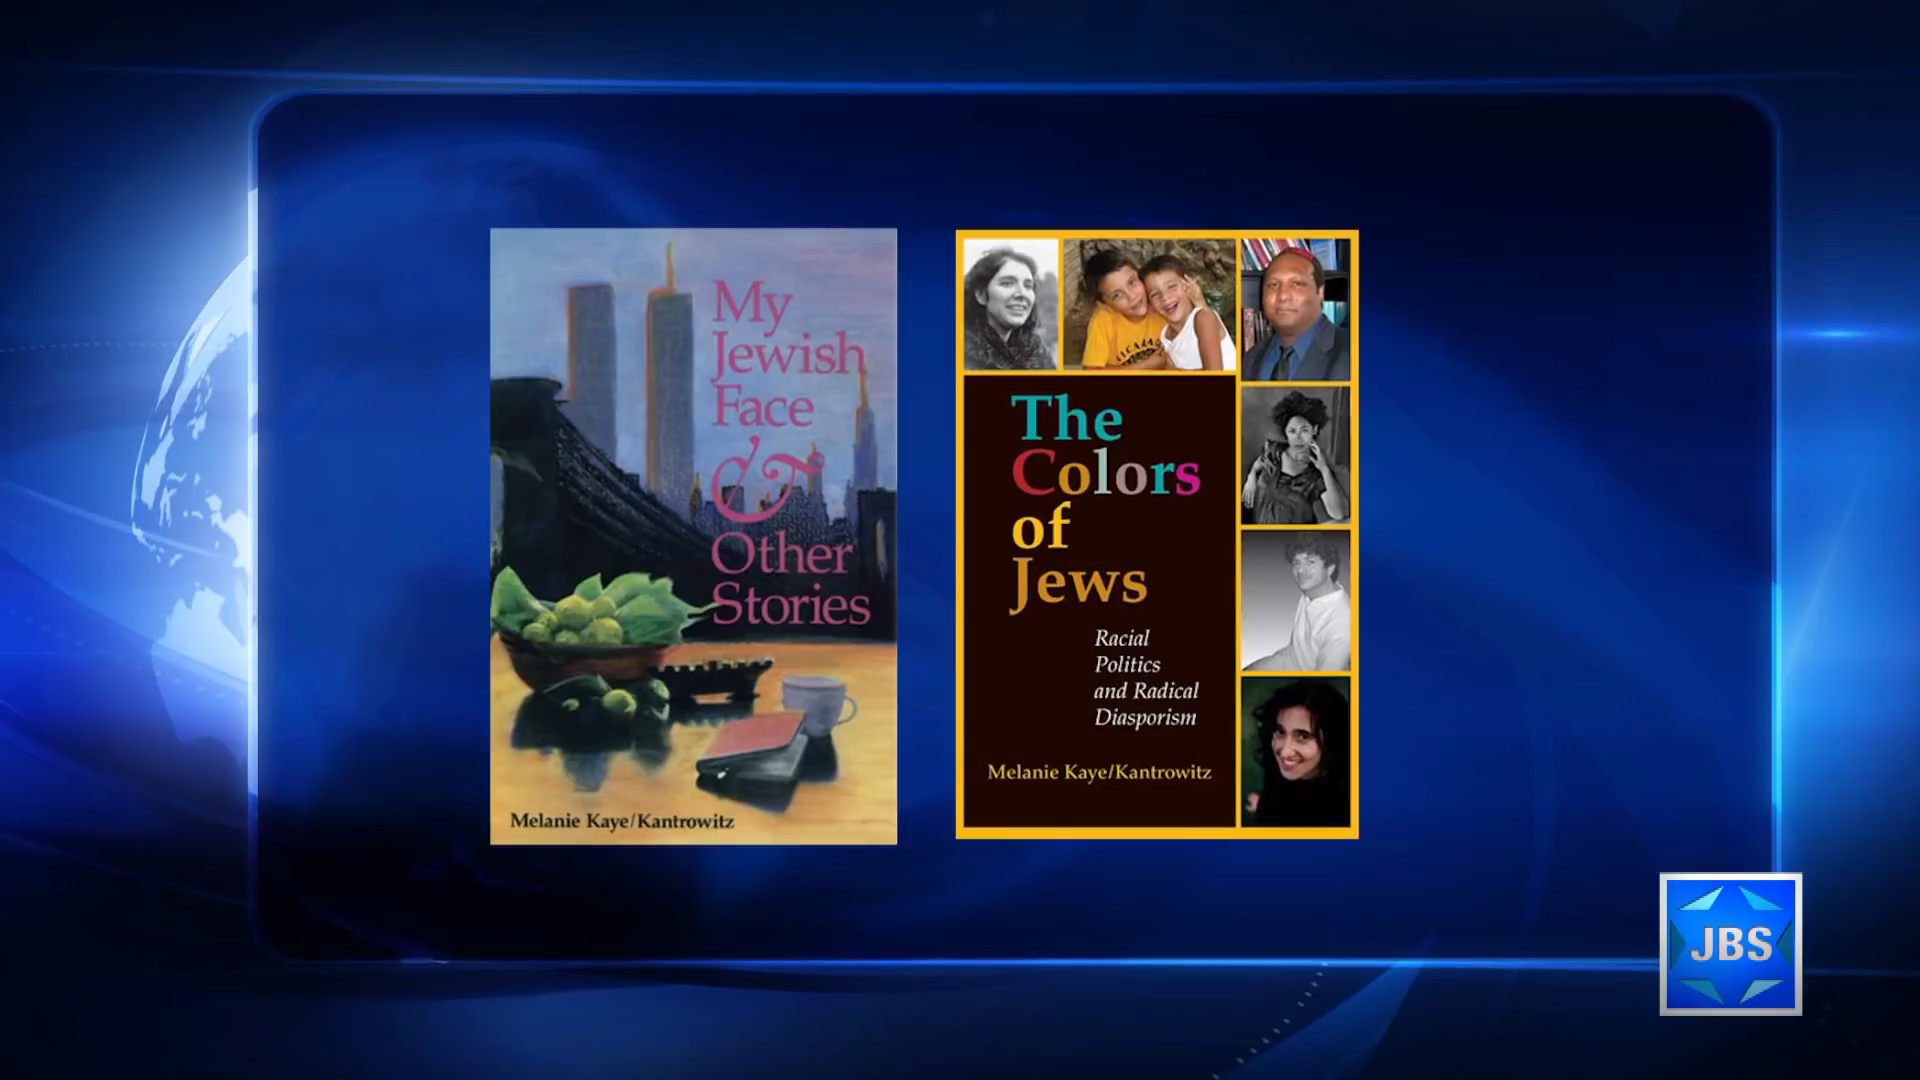 My
Jewish
Face
&
Other
Stories
Melanie Kaye/Kantrowitz
The
Colors
of
Jews
Racial
Politics
and Radical
Diasporism
Melanie Kaye/Kantrowitz
JBS